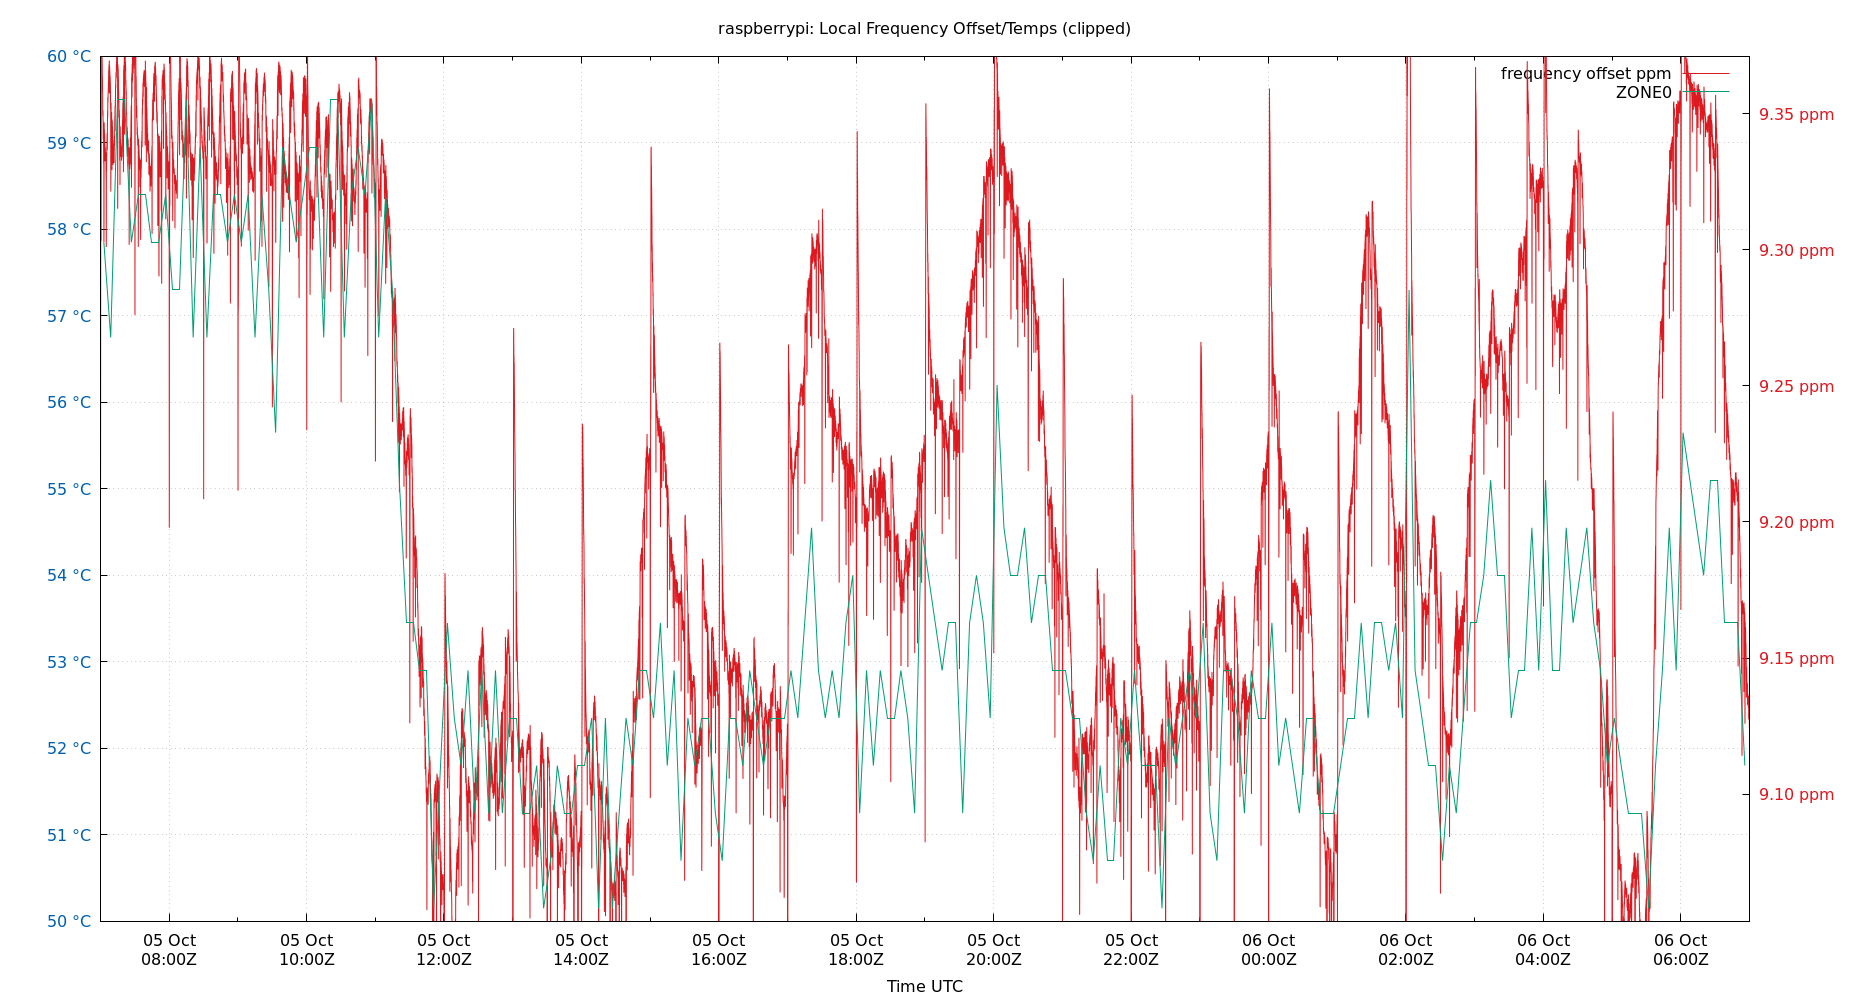 raspberrypi: Local Frequency Offset/Temps (clipped)
60 °C
59 °C
58 °C
57 °C
56 °C
55 °C
54 °C
53 °C
52 °C
51 °C
50 °C
frequency offset ppm
ZONE0
9.35 ppm
9.30 ppm
9.25 ppm
9.20 ppm
9.15 ppm
9.10 ppm
05 Oct 05 Oct 05 Oct 05 Oct 05 Oct 05 Oct 05 Oct 05 Oct 06 Oct 06 Oct 06 Oct 06 Oct
08:00Z 10:00Z 12:00Z 14:00Z 16:00Z 18:00Z 20:00Z 22:00Z 00:00Z 02:00Z 04:00Z 06:00Z
Time UTC